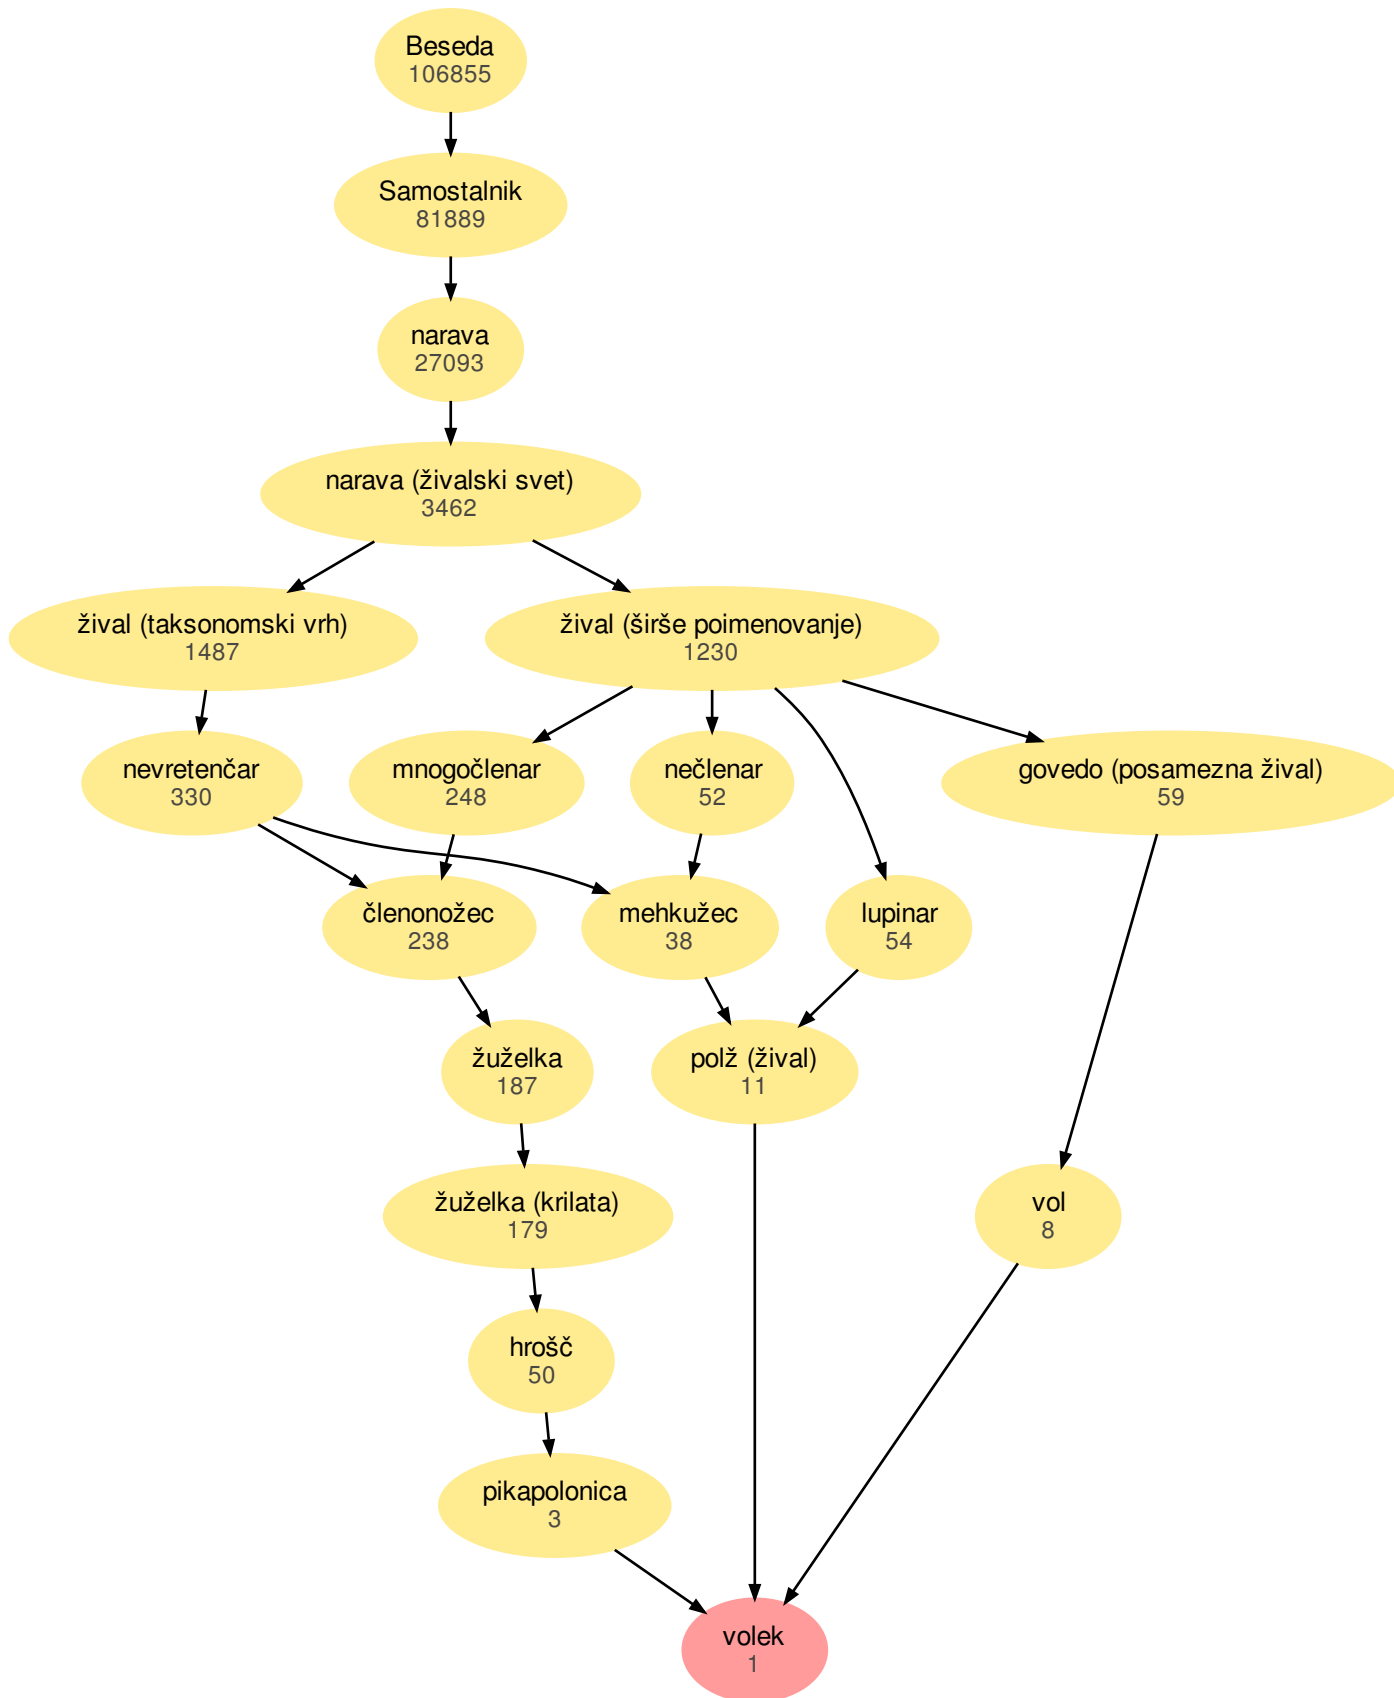 Beseda
106855
Samostalnik
81889
narava
27093
narava (živalski svet)
3462
žival (taksonomski vrh)
1487
žival (širše poimenovanje)
1230
nevretenčar
330
mnogočlenar
248
nečlenar
52
govedo (posamezna žival)
59
členonožec
238
mehkužec
38
lupinar
54
žuželka
187
polž (žival)
11
žuželka (krilata)
179
vol
8
hrošč
50
pikapolonica
3
volek
1